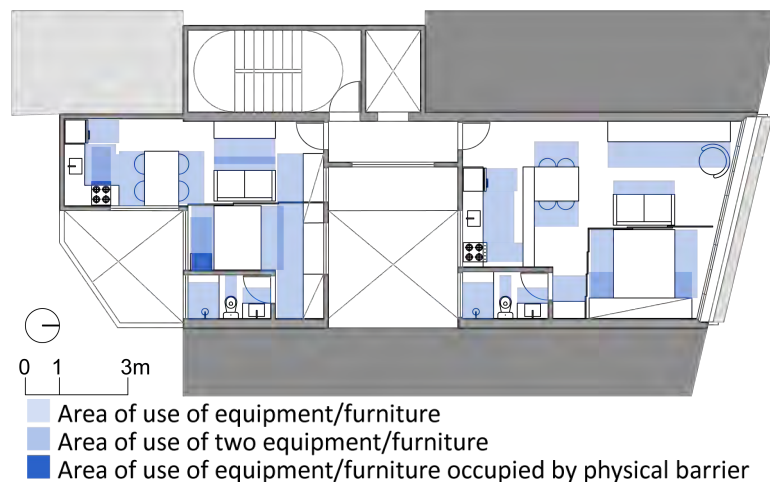 0 1 3m
Area of use of equipment/furniture
Area of use of two equipment/furniture
Area of use of equipment/furniture occupied by physical barrier